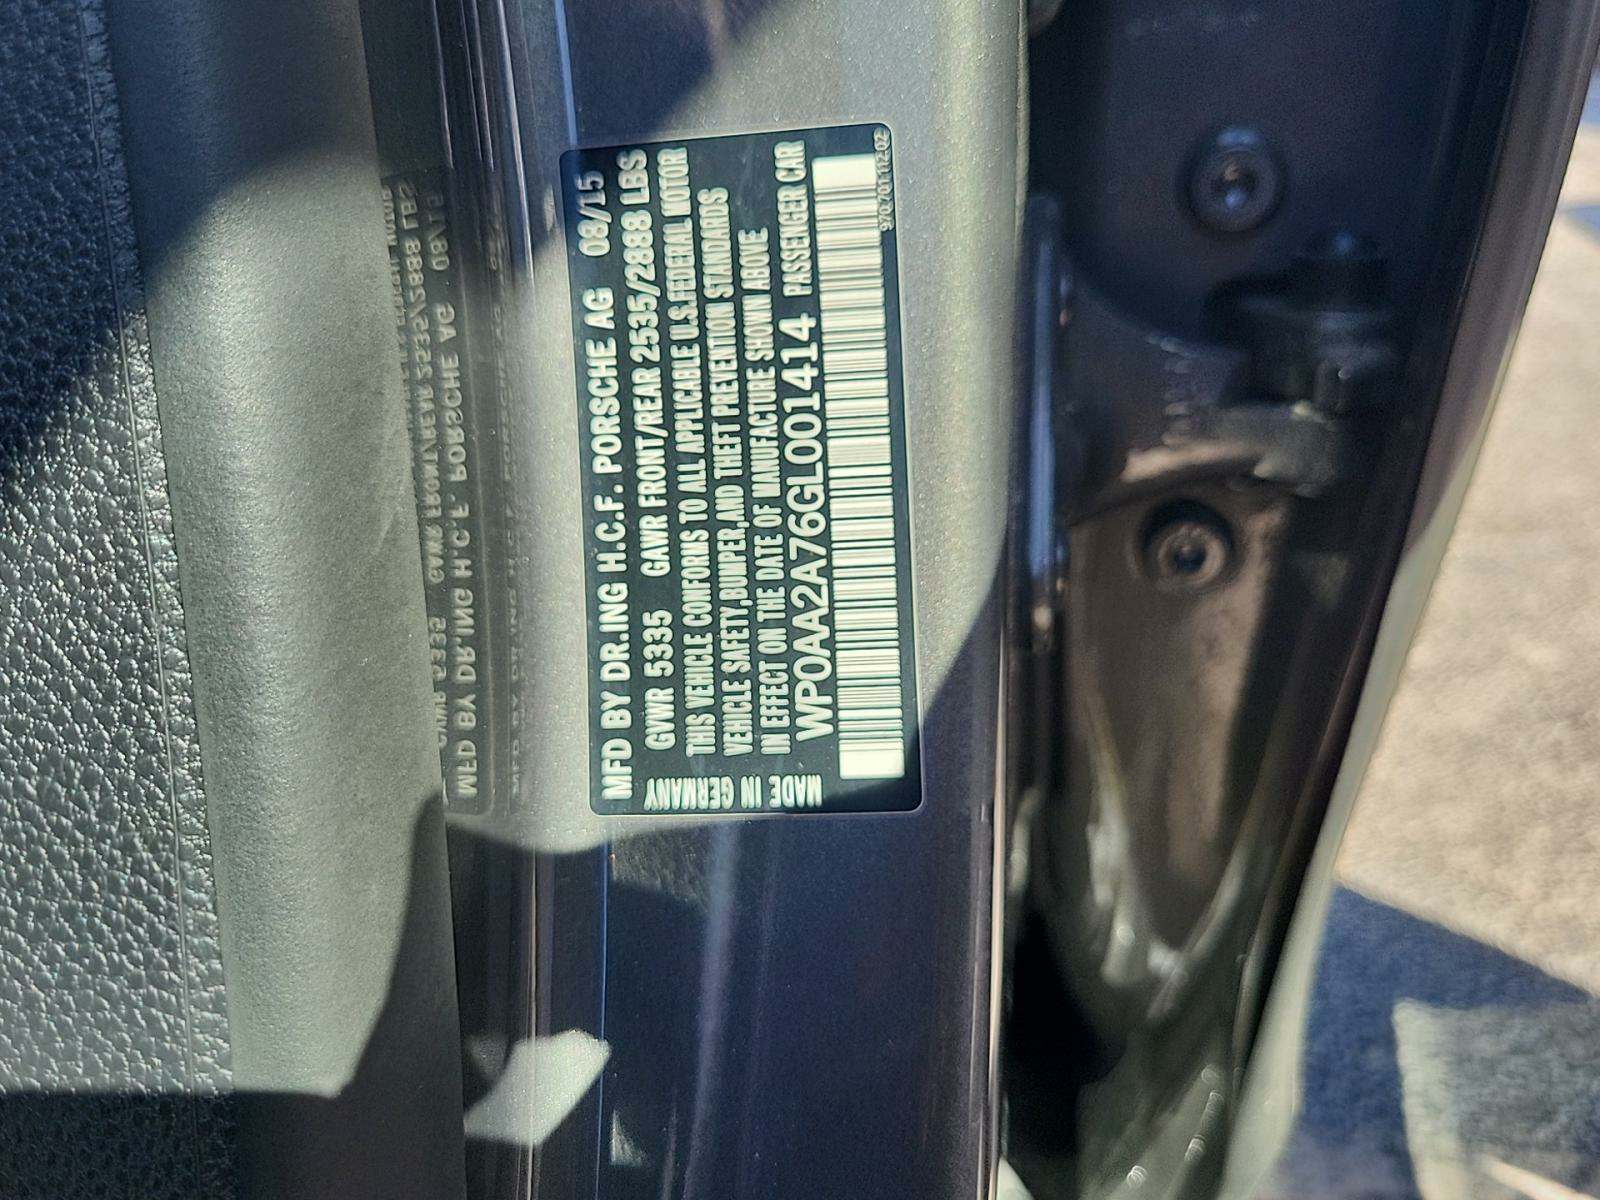 MFD BY DR.ING H.C.F. PORSCHE AG 08/15
GVWR 5335 GAWR FRONT/REAR 2535/2888 LBS
THIS VEHICLE CONFORMS TO ALL APPLICABLE U.S.FEDERAL MOTOR
VEHICLE SAFETY,BUMPER,AND THEFT PREVENTION STANDARDS
IN EFFECT ON THE DATE OF MANUFACTURE SHOWN ABOVE
WP0AA2A76GL001414 PASSENGER CAR
MADE IN GERMANY
97070111202